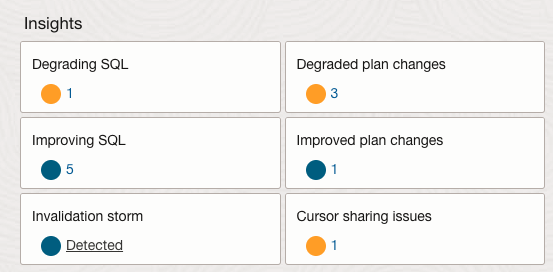 Insights
Degrading SQL
1
Degraded plan changes
3
Improving SQL
5
Improved plan changes
1
Invalidation storm
Detected
Cursor sharing issues
1